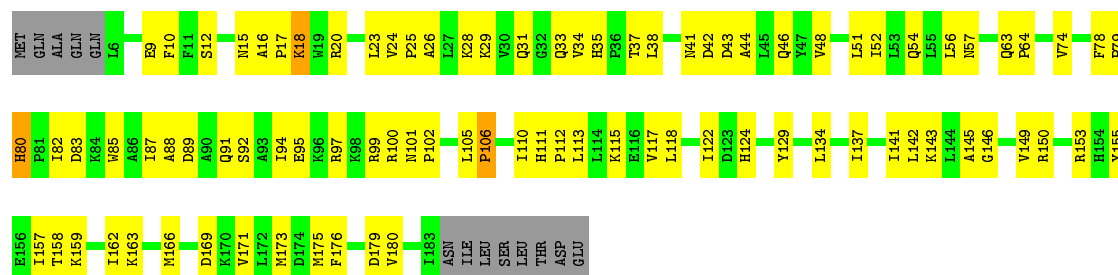 MET GLN ALA GLN GLN L6 E9 F10 F11 S12 N15 A16 P17 K18 W19 R20 L23 V24 P25 A26 L27 K28 K29 V30 Q31 G32 Q33 V34 H35 P36 T37 L38 N41 D42 D43 A44 L45 Q46 Y47 V48 L51 I52 L53 Q54 L55 L56 N57 Q63 P64 V74 F78
H80 P81 I82 D83 K84 W85 A86 I87 A88 D89 A90 Q91 S92 A93 I94 E95 K96 R97 K98 R99 R100 N101 P102 L105 P106 I110 H111 P112 L113 L114 K115 E116 V117 L118 I122 D123 H124 Y129 L134 I137 I141 L142 K143 L144 A145 G146 V149 R150 R153 H154 Y155
E156 I157 T158 K159 I162 K163 M166 D169 K170 V171 L172 M173 D174 M175 F176 D179 V180 I183 ASN ILE LEU SER LEU THR ASP GLU